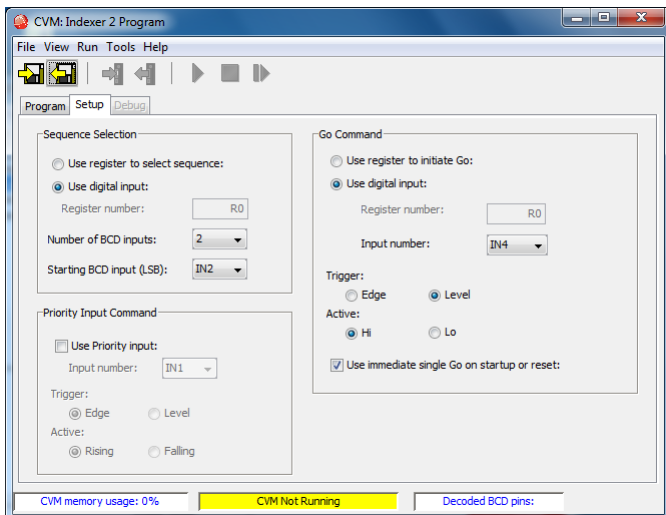 CVM: Indexer 2 Program
File View Run Tools Help
Program Setup Debug
Sequence Selection
Use register to select sequence:
Use digital input:
Register number: R0
Number of BCD inputs: 2
Starting BCD input (LSB): IN2
Priority Input Command
Use Priority input:
Input number: IN1
Trigger:
Edge Level
Active:
Rising Falling
Go Command
Use register to initiate Go:
Use digital input:
Register number: R0
Input number: IN4
Trigger:
Edge Level
Active:
Hi Lo
Use immediate single Go on startup or reset:
CVM memory usage: 0% CVM Not Running Decoded BCD pins: